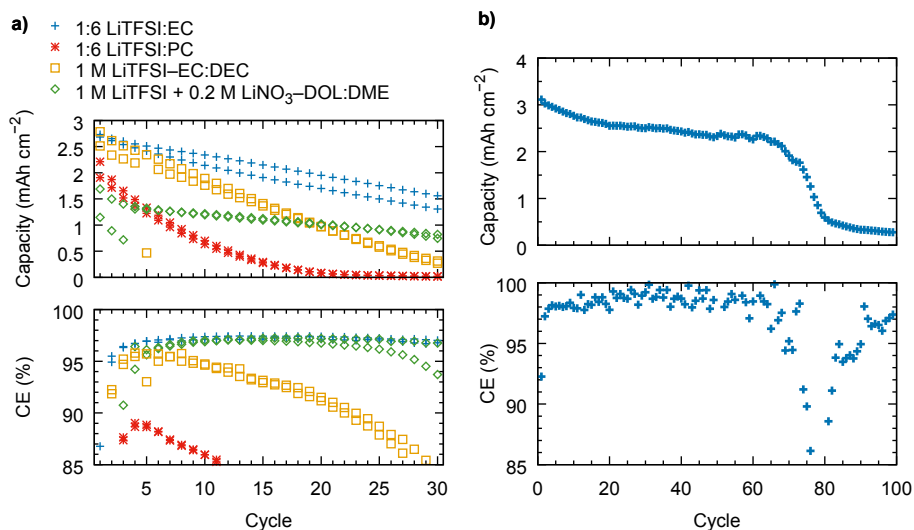 a)
1:6 LiTFSI:EC
1:6 LiTFSI:PC
1 M LiTFSI–EC:DEC
1 M LiTFSI + 0.2 M LiNO₃–DOL:DME
Capacity (mAh cm⁻²)
3
2.5
2
1.5
1
0.5
0
CE (%)
100
95
90
85
5 10 15 20 25 30
Cycle
b)
Capacity (mAh cm⁻²)
4
3
2
1
0
CE (%)
100
95
90
85
0 20 40 60 80 100
Cycle